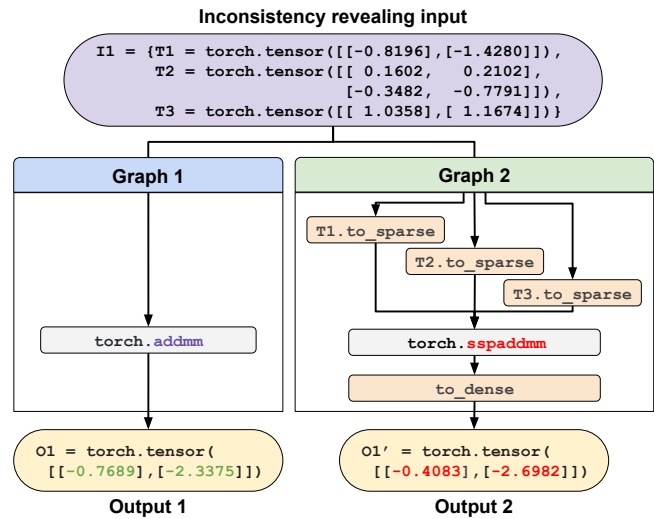 Inconsistency revealing input
I1 = {T1 = torch.tensor([[-0.8196],[-1.4280]]),
T2 = torch.tensor([[ 0.1602, 0.2102],
[-0.3482, -0.7791]]),
T3 = torch.tensor([[ 1.0358],[ 1.1674]])}
Graph 1
Graph 2
T1.to_sparse
T2.to_sparse
T3.to_sparse
torch.addmm
torch.sspaddmm
to_dense
O1 = torch.tensor(
[[-0.7689],[-2.3375]])
O1’ = torch.tensor(
[[-0.4083],[-2.6982]])
Output 1
Output 2